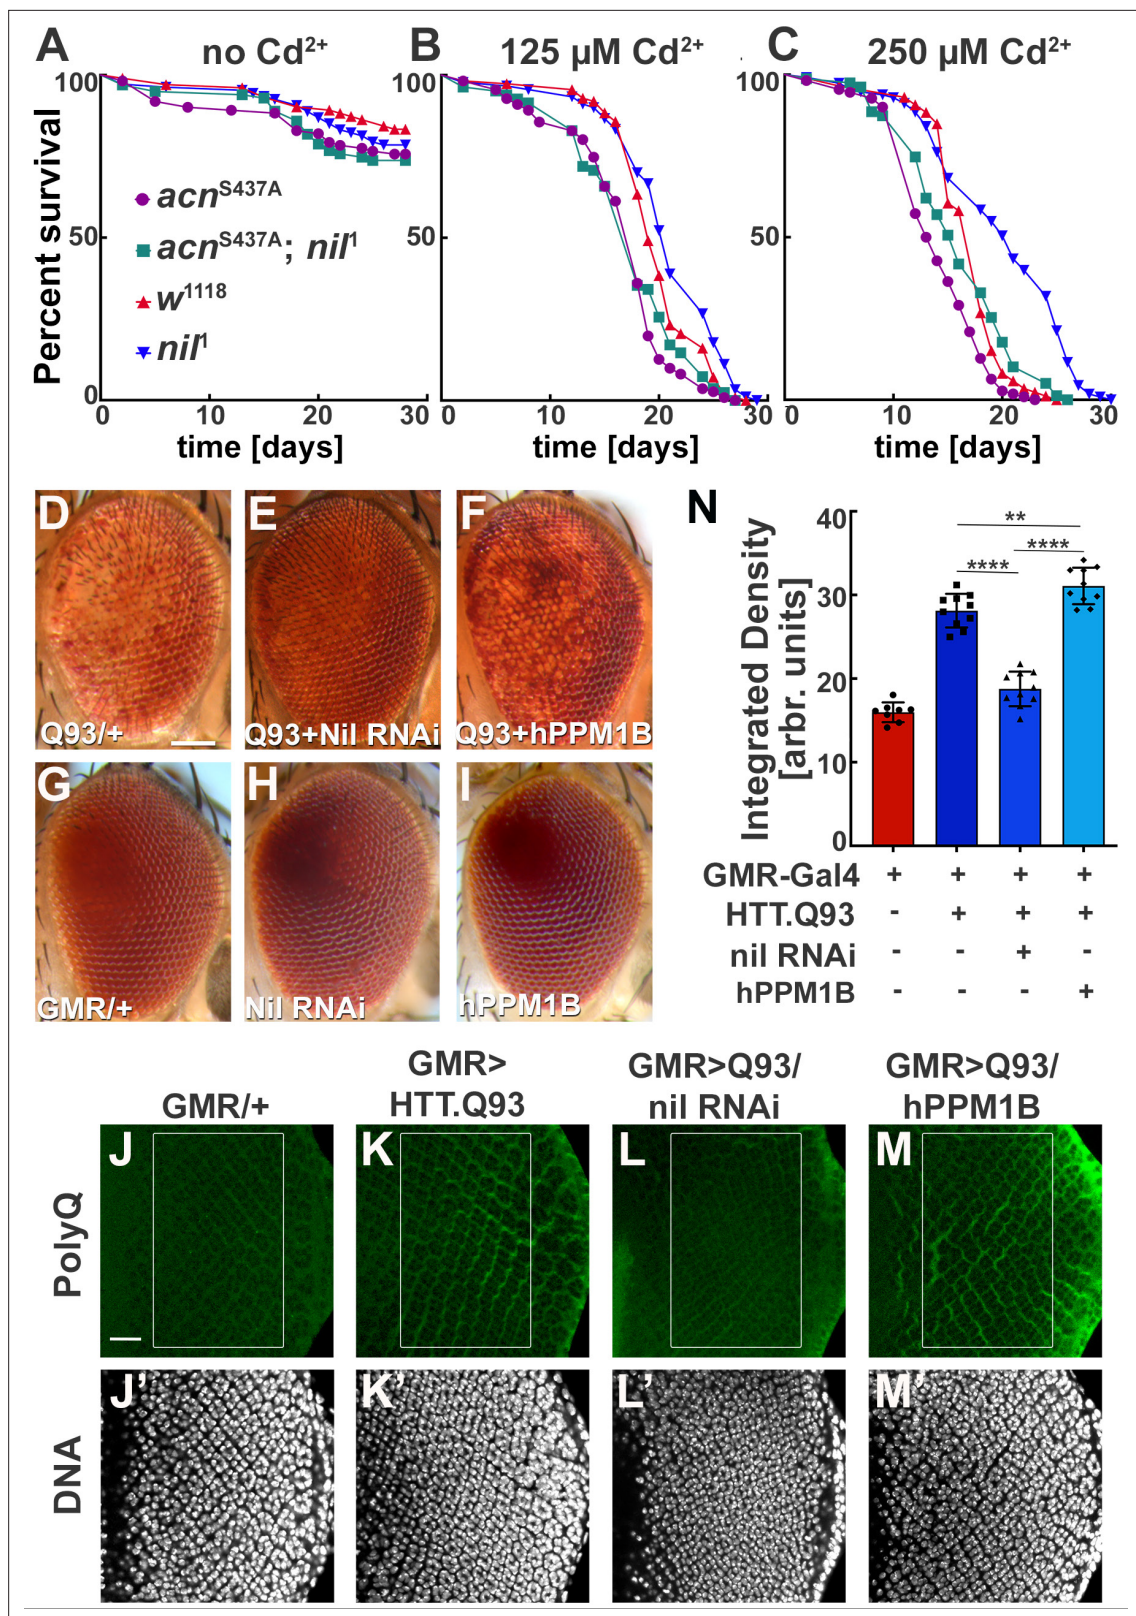 A no Cd²⁺
B 125 µM Cd²⁺
C 250 µM Cd²⁺
Percent survival
100
50
0
acn^S437A
acn^S437A; nil¹
w¹¹¹⁸
nil¹
0 10 20 30
time [days]
100
50
0 10 20 30
time [days]
100
50
0 10 20 30
time [days]
D
Q93/+
E
Q93+Nil RNAi
F
Q93+hPPM1B
G
GMR/+
H
Nil RNAi
I
hPPM1B
N
Integrated Density
[arbr. units]
40
30
20
10
0
**
****
****
GMR-Gal4 + + + +
HTT.Q93 - + + +
nil RNAi - - + -
hPPM1B - - - +
GMR/+
GMR>
HTT.Q93
GMR>Q93/
nil RNAi
GMR>Q93/
hPPM1B
PolyQ
J
K
L
M
DNA
J'
K'
L'
M'